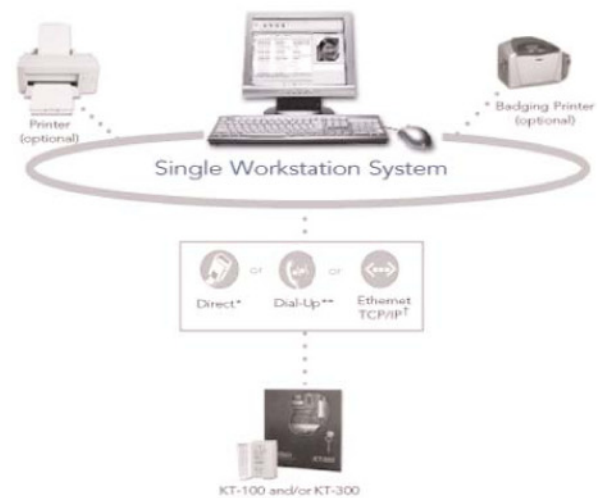 Printer
(optional)
Badging Printer
(optional)
Single Workstation System
or
or
Direct*
Dial-Up**
Ethernet
TCP/IP†
KT-100 and/or KT-300